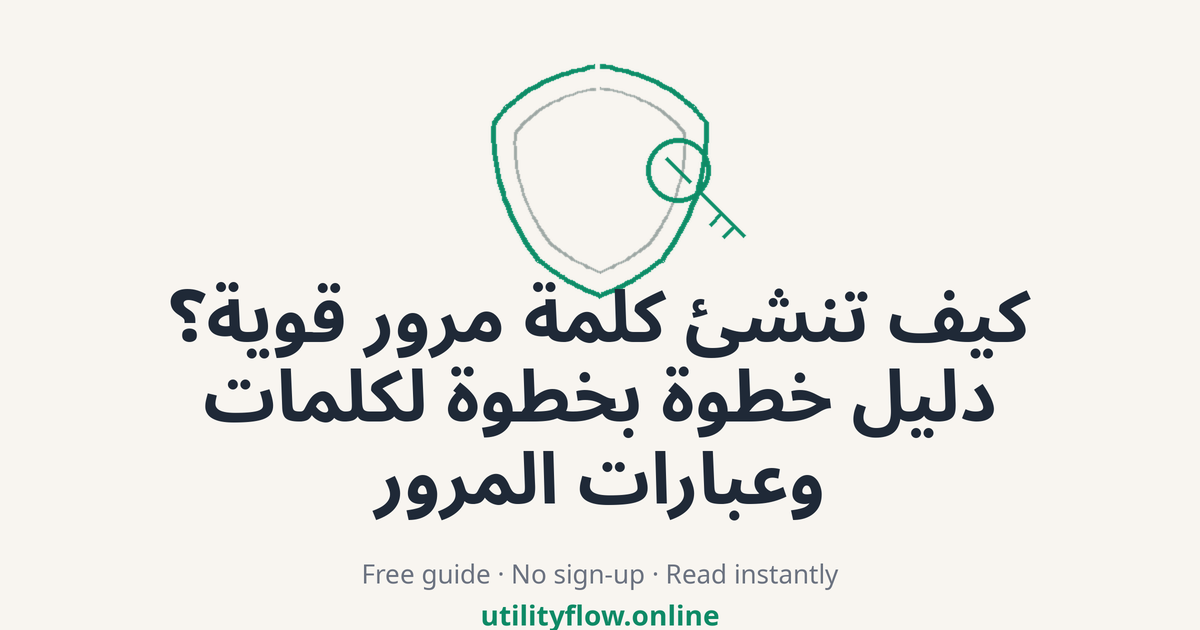 كيف تنشئ كلمة مرور قوية؟
دليل خطوة بخطوة لكلمات
وعبارات المرور
Free guide · No sign-up · Read instantly
utilityflow.online